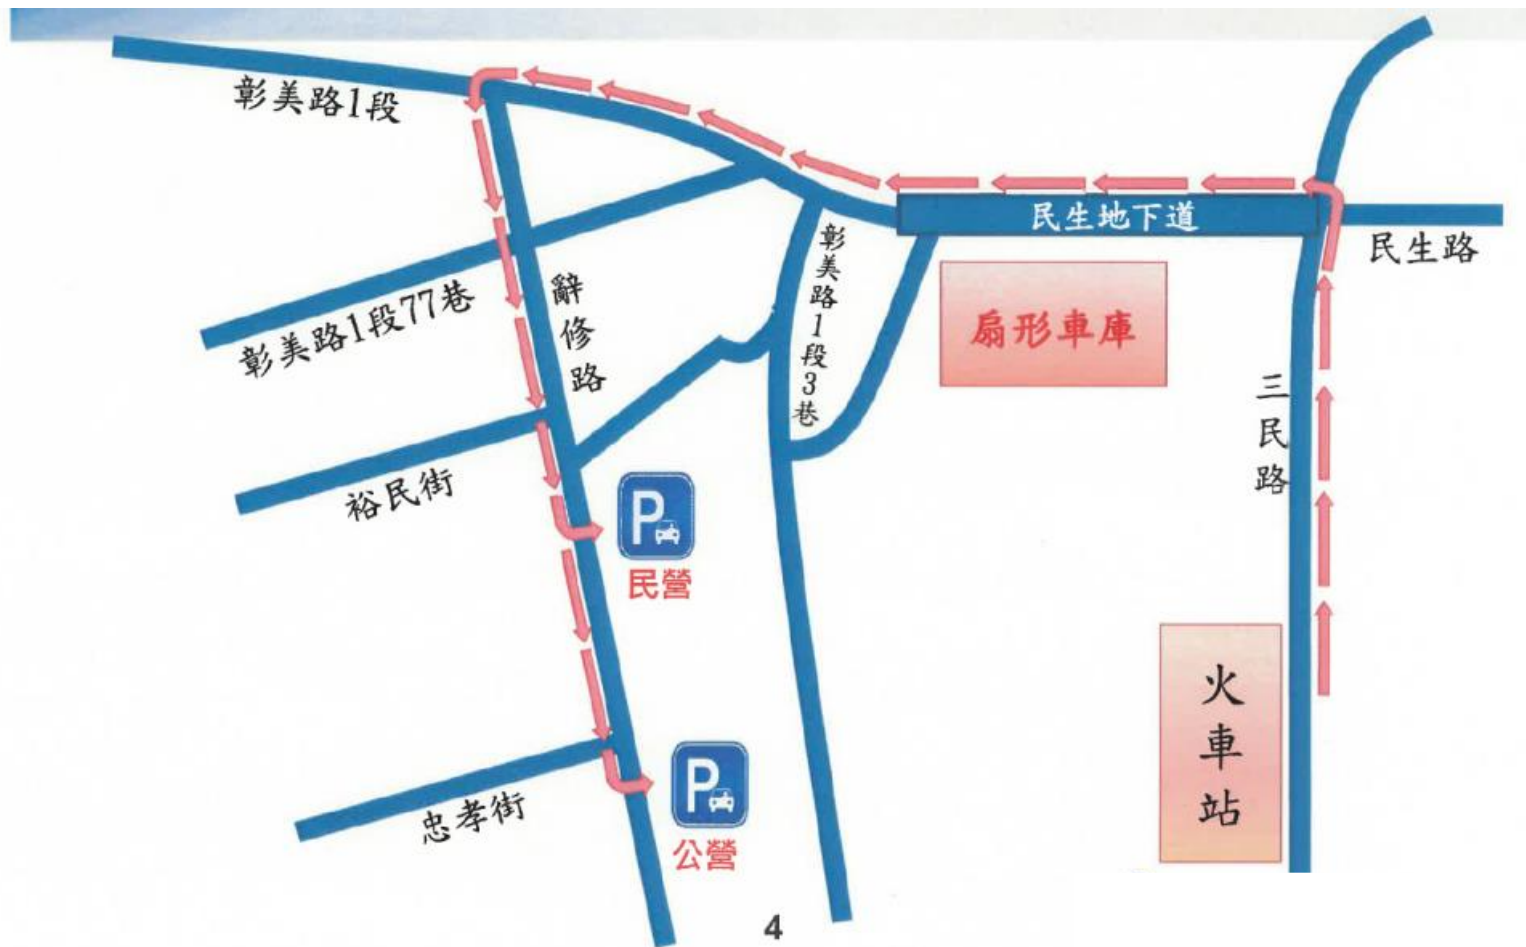 彰美路1段
民生地下道
民生路
彰美路1段3巷
辭修路
彰美路1段77巷
扇形車庫
三民路
裕民街
P
民營
火車站
P
忠孝街
公營
4